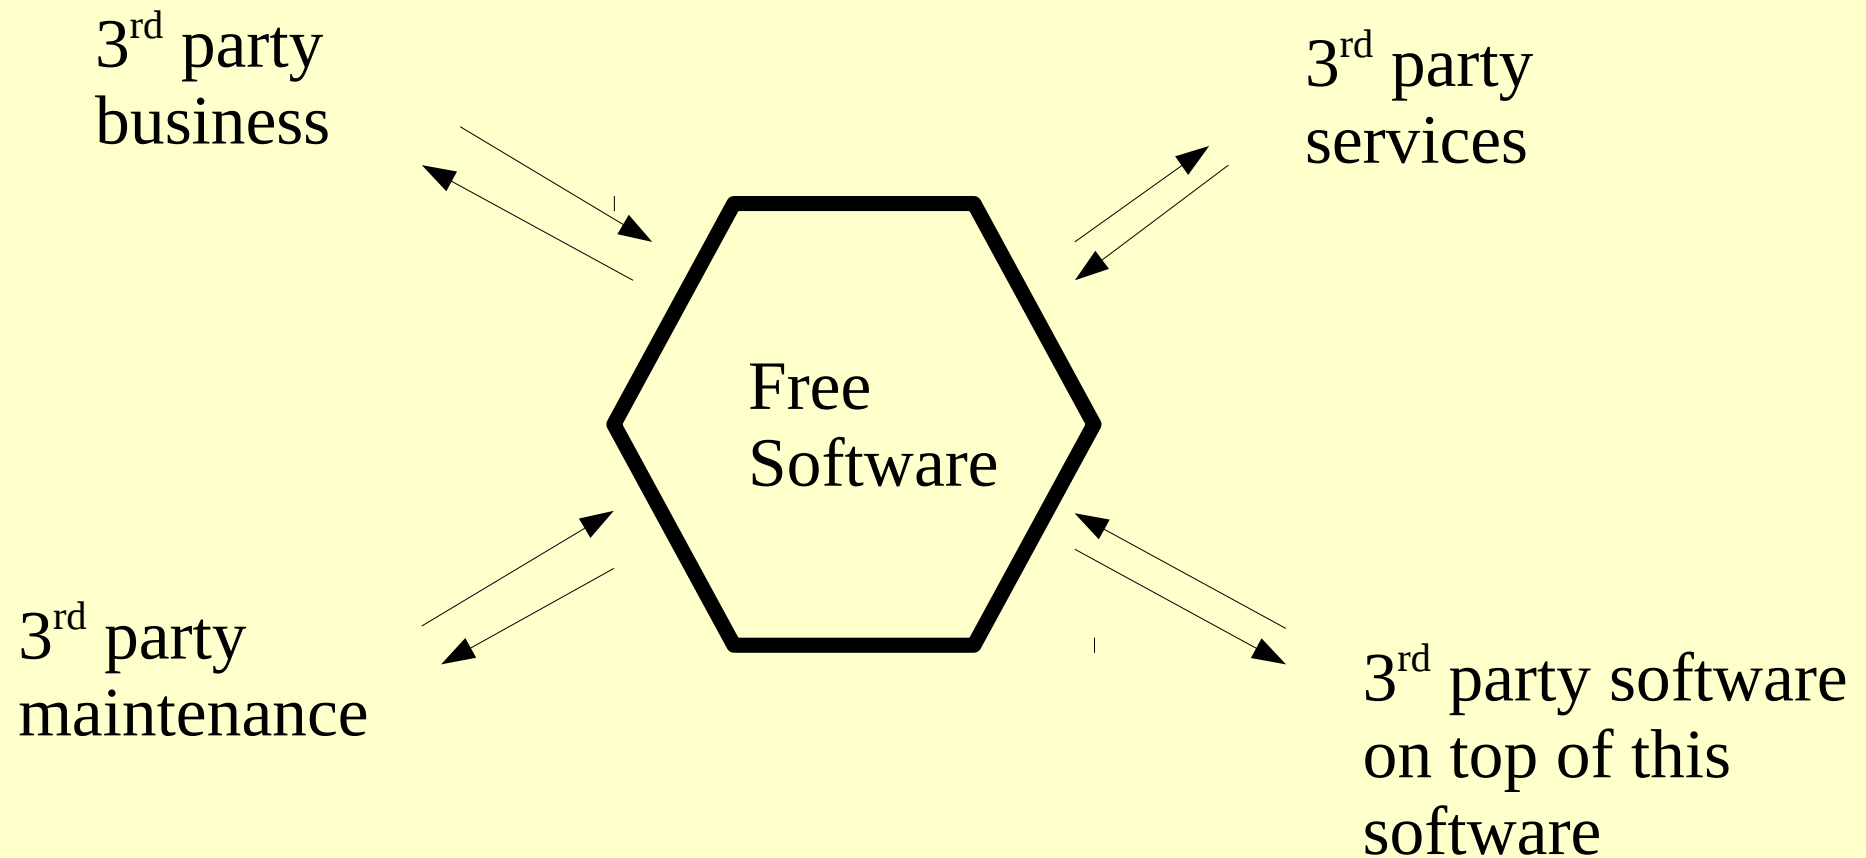 3rd party
business
3rd party
services
Free
Software
3rd party
maintenance
3rd party software
on top of this
software